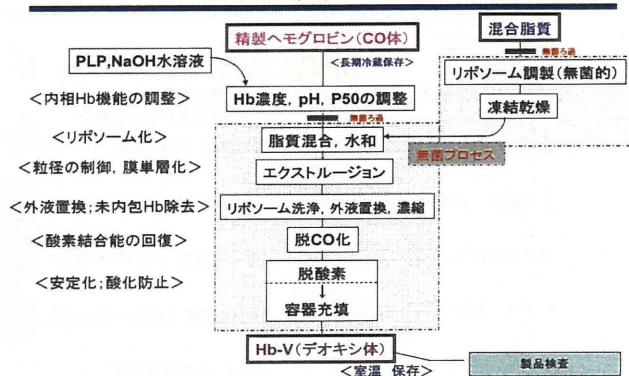 精製ヘモグロビン(CO体)
混合脂質
<長期冷蔵保存>
無菌ろ過
PLP,NaOH水溶液
リポソーム調製(無菌的)
<内相Hb機能の調整>
Hb濃度, pH, P50の調整
凍結乾燥
無菌ろ過
<リポソーム化>
脂質混合, 水和
無菌プロセス
<粒径の制御, 膜単層化>
エクストルージョン
<外液置換;未内包Hb除去>
リポソーム洗浄, 外液置換, 濃縮
<酸素結合能の回復>
脱CO化
脱酸素
<安定化;酸化防止>
容器充填
Hb-V(デオキシ体)
<室温 保存>
製品検査